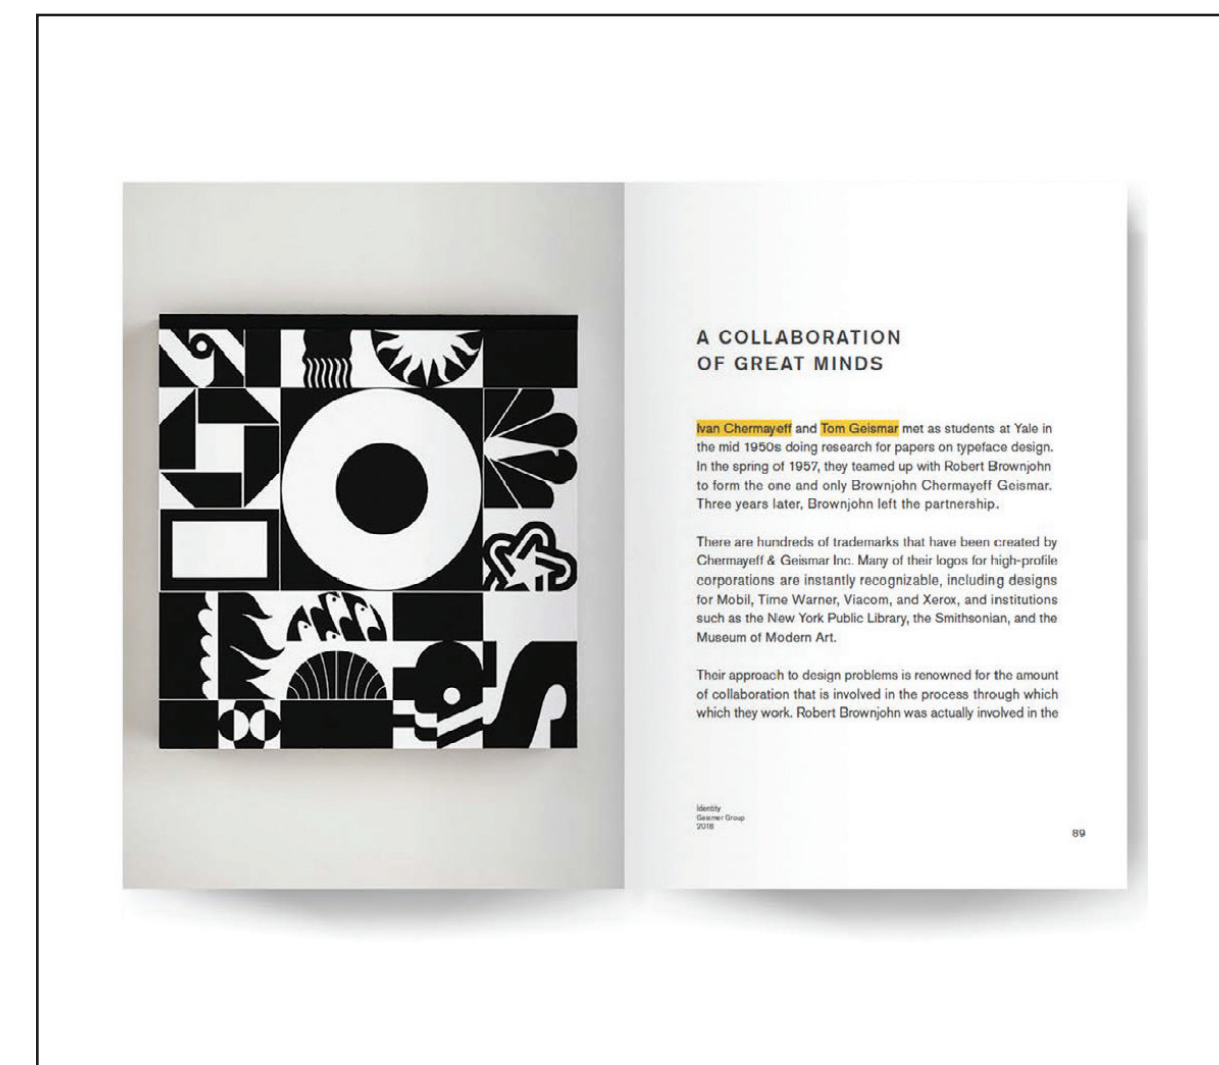 A COLLABORATION
OF GREAT MINDS
Ivan Chermayeff and Tom Geismar met as students at Yale in
the mid 1950s doing research for papers on typeface design.
In the spring of 1957, they teamed up with Robert Brownjohn
to form the one and only Brownjohn Chermayeff Geismar.
Three years later, Brownjohn left the partnership.
There are hundreds of trademarks that have been created by
Chermayeff & Geismar Inc. Many of their logos for high-profile
corporations are instantly recognizable, including designs
for Mobil, Time Warner, Viacom, and Xerox, and institutions
such as the New York Public Library, the Smithsonian, and the
Museum of Modern Art.
Their approach to design problems is renowned for the amount
of collaboration that is involved in the process through which
which they work. Robert Brownjohn was actually involved in the
Identity
Geismer Group
2018
89